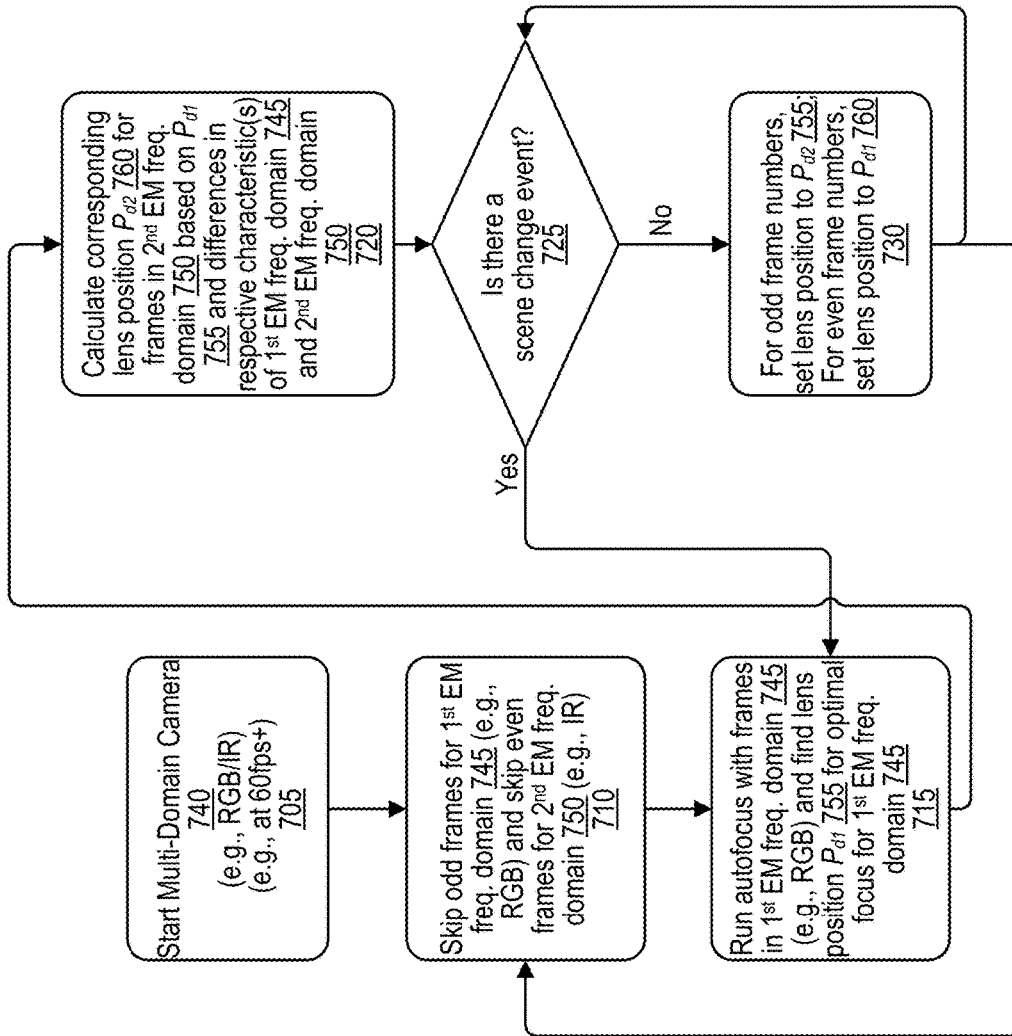 Start Multi-Domain Camera
740
(e.g., RGB/IR)
(e.g., at 60fps+)
705
Skip odd frames for 1st EM
freq. domain 745 (e.g.,
RGB) and skip even
frames for 2nd EM freq.
domain 750 (e.g., IR)
710
Run autofocus with frames
in 1st EM freq. domain 745
(e.g., RGB) and find lens
position Pd1 755 for optimal
focus for 1st EM freq.
domain 745
715
Calculate corresponding
lens position Pd2 760 for
frames in 2nd EM freq.
domain 750 based on Pd1
755 and differences in
respective characteristic(s)
of 1st EM freq. domain 745
and 2nd EM freq. domain
750
720
Is there a
scene change event?
725
Yes
No
For odd frame numbers,
set lens position to Pd2 755;
For even frame numbers,
set lens position to Pd1 760
730